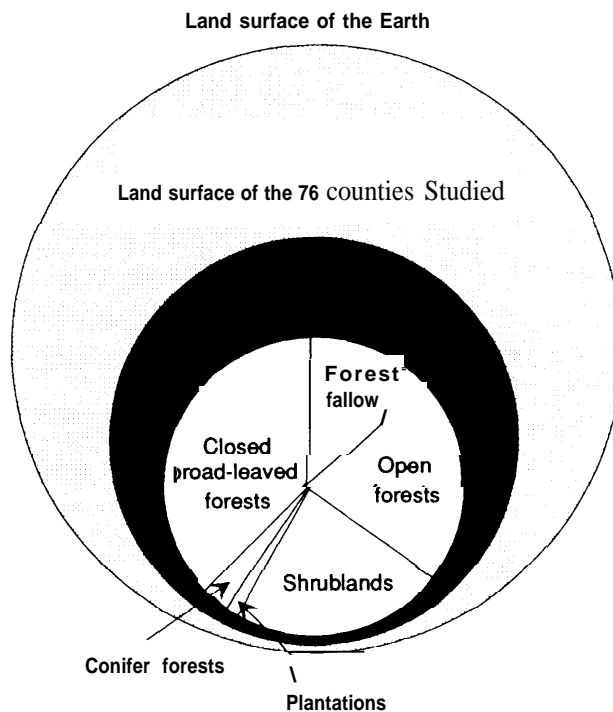 Land surface of the Earth
Land surface of the 76 counties Studied
Forest
fallow
Closed
proad-leaved
forests
Open
forests
Shrublands
Conifer forests
Plantations